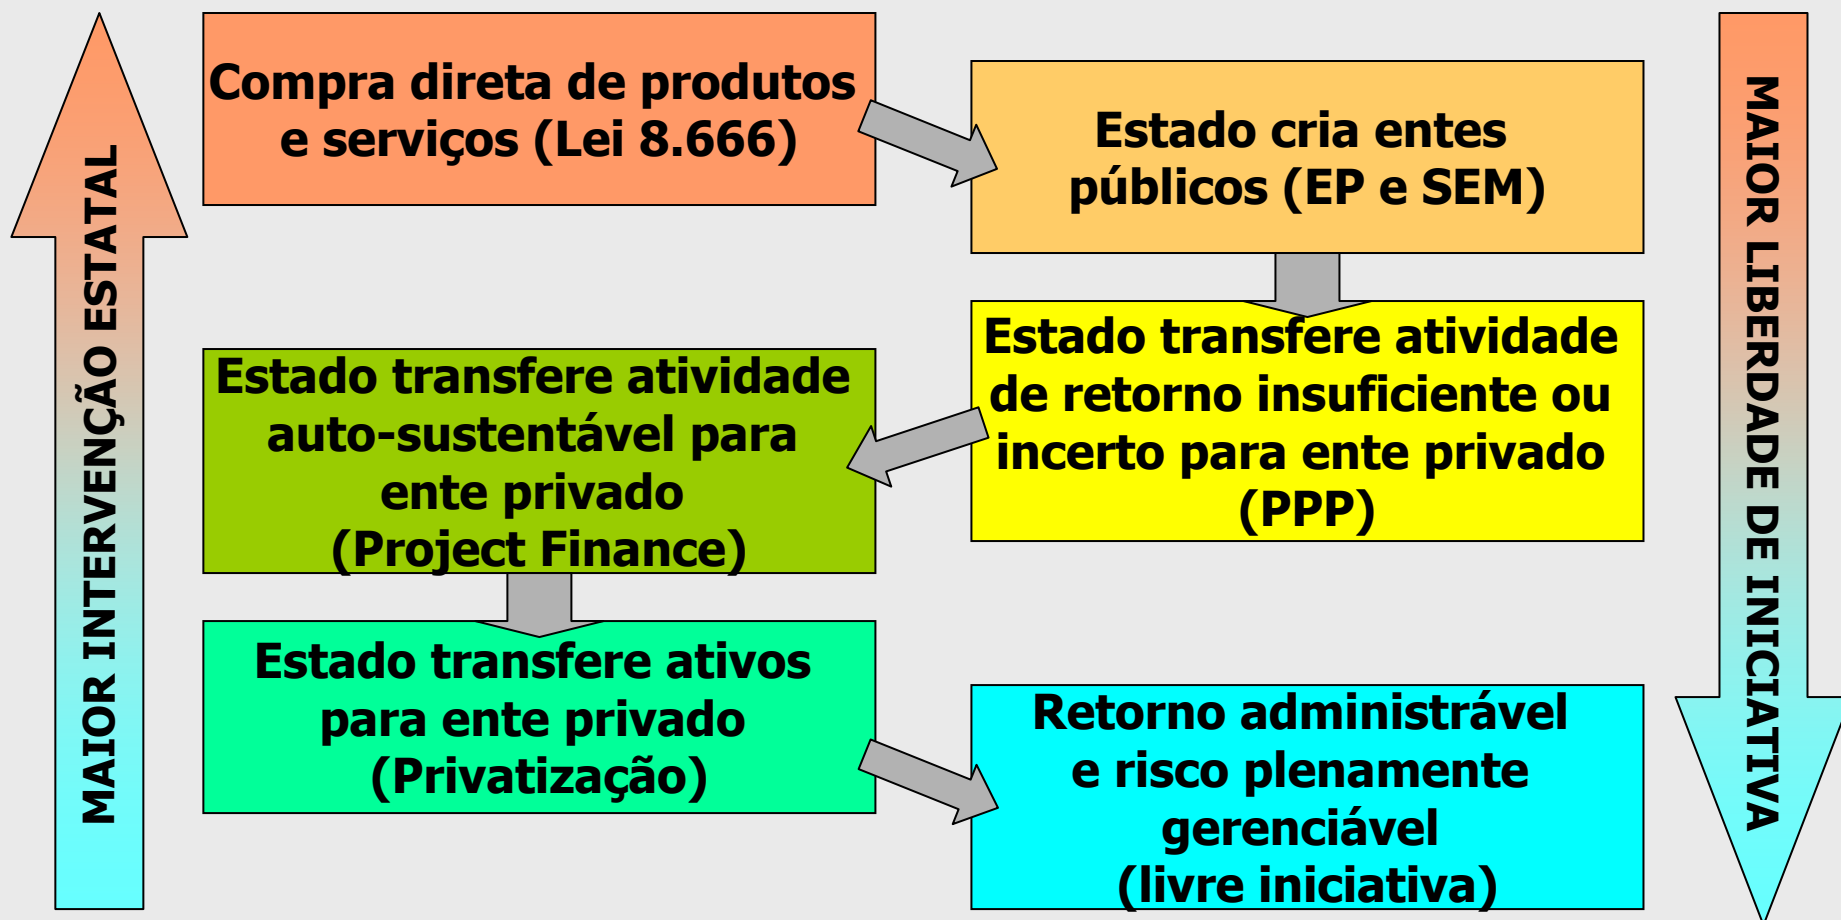 MAIOR INTERVENÇÃO ESTATAL
Compra direta de produtos
e serviços (Lei 8.666)
Estado cria entes
públicos (EP e SEM)
Estado transfere atividade
de retorno insuficiente ou
incerto para ente privado
(PPP)
Estado transfere atividade
auto-sustentável para
ente privado
(Project Finance)
Estado transfere ativos
para ente privado
(Privatização)
Retorno administrável
e risco plenamente
gerenciável
(livre iniciativa)
MAIOR LIBERDADE DE INICIATIVA